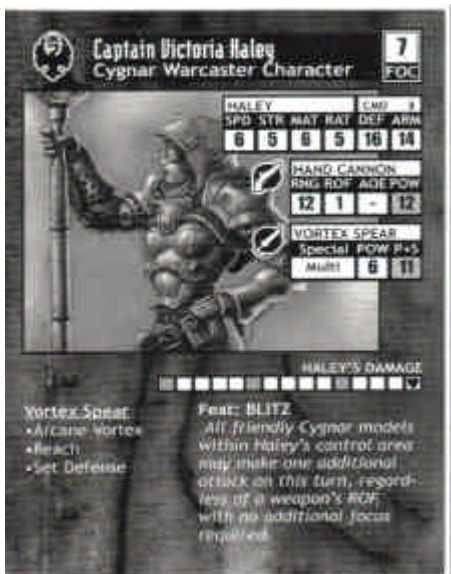 Captain Victoria Haley
Cygnar Warcaster Character
7
FOC
HALEY
CMD
SPD STR MAT RAT DEF ARM
6 5 6 5 16 14
HAND CANNON
RNG ROF AOE POW
12 1 - 12
VORTEX SPEAR
Special POW P+S
Multi 6 11
HALEY'S DAMAGE
Vortex Spear
•Arcane Vortex
•Reach
•Set Defense
Feat: BLITZ
All friendly Cygnar models
within Haley's control area
may make one additional
attack on this turn, regard-
less of a weapon's ROF,
with no additional focus
required.